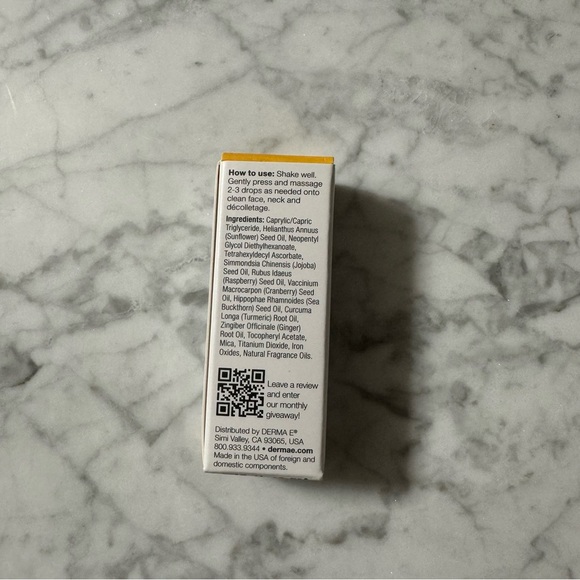 How to use: Shake well.
Gently press and massage
2-3 drops as needed onto
clean face, neck and
décolletage.
Ingredients: Caprylic/Capric
Triglyceride, Helianthus Annuus
(Sunflower) Seed Oil, Neopentyl
Glycol Diethylhexanoate,
Tetrahexyldecyl Ascorbate,
Simmondsia Chinensis (Jojoba)
Seed Oil, Rubus Idaeus
(Raspberry) Seed Oil, Vaccinium
Macrocarpon (Cranberry) Seed
Oil, Hippophae Rhamnoides (Sea
Buckthorn) Seed Oil, Curcuma
Longa (Turmeric) Root Oil,
Zingiber Officinale (Ginger)
Root Oil, Tocopheryl Acetate,
Mica, Titanium Dioxide, Iron
Oxides, Natural Fragrance Oils.
Leave a review
and enter
our monthly
giveaway!
Distributed by DERMA E®
Simi Valley, CA 93065, USA
800.933.9344 • dermae.com
Made in the USA of foreign and
domestic components.